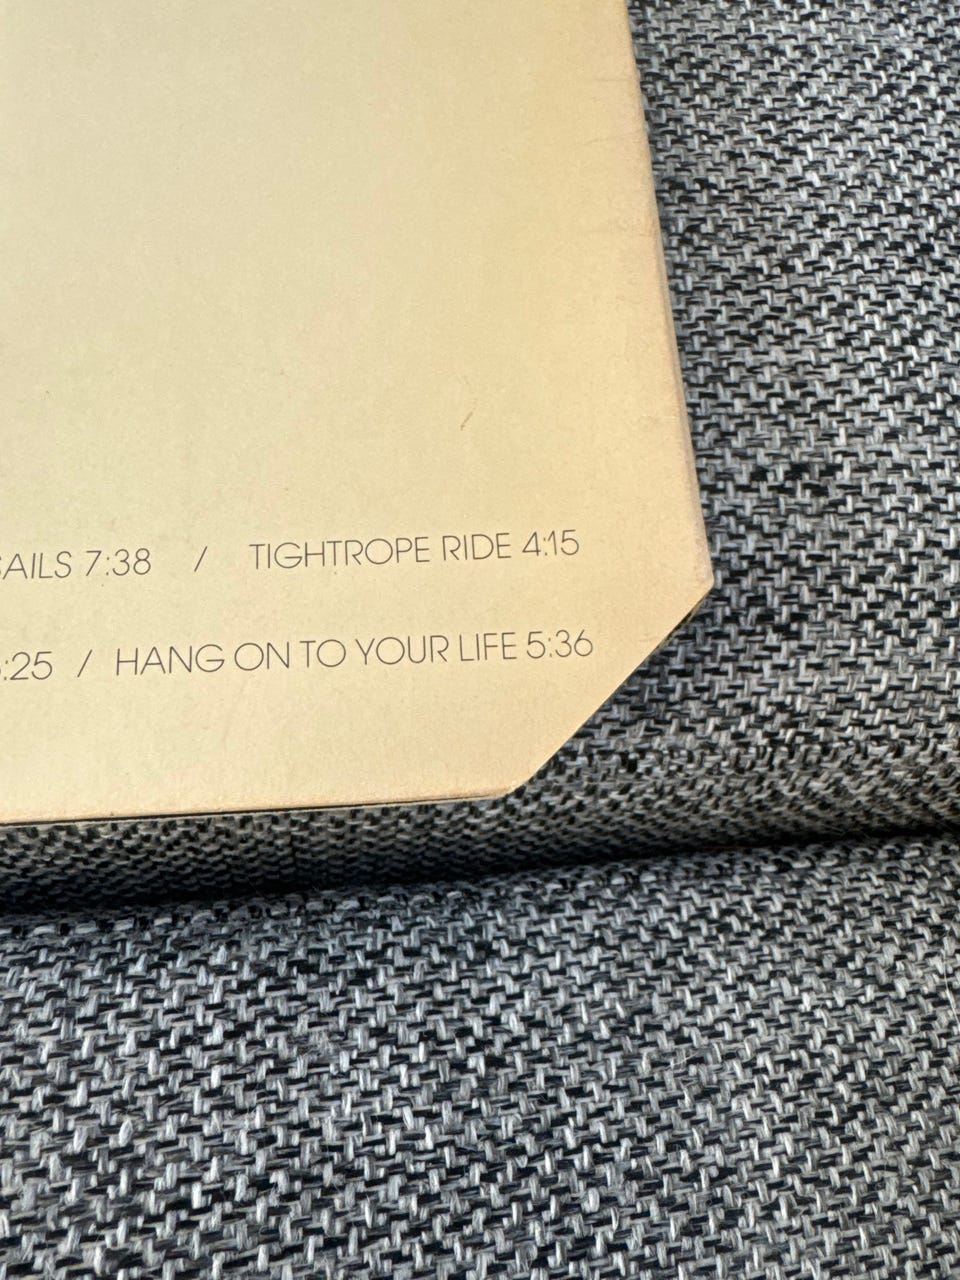 AILS 7:38 / TIGHTROPE RIDE 4:15
:25 / HANG ON TO YOUR LIFE 5:36